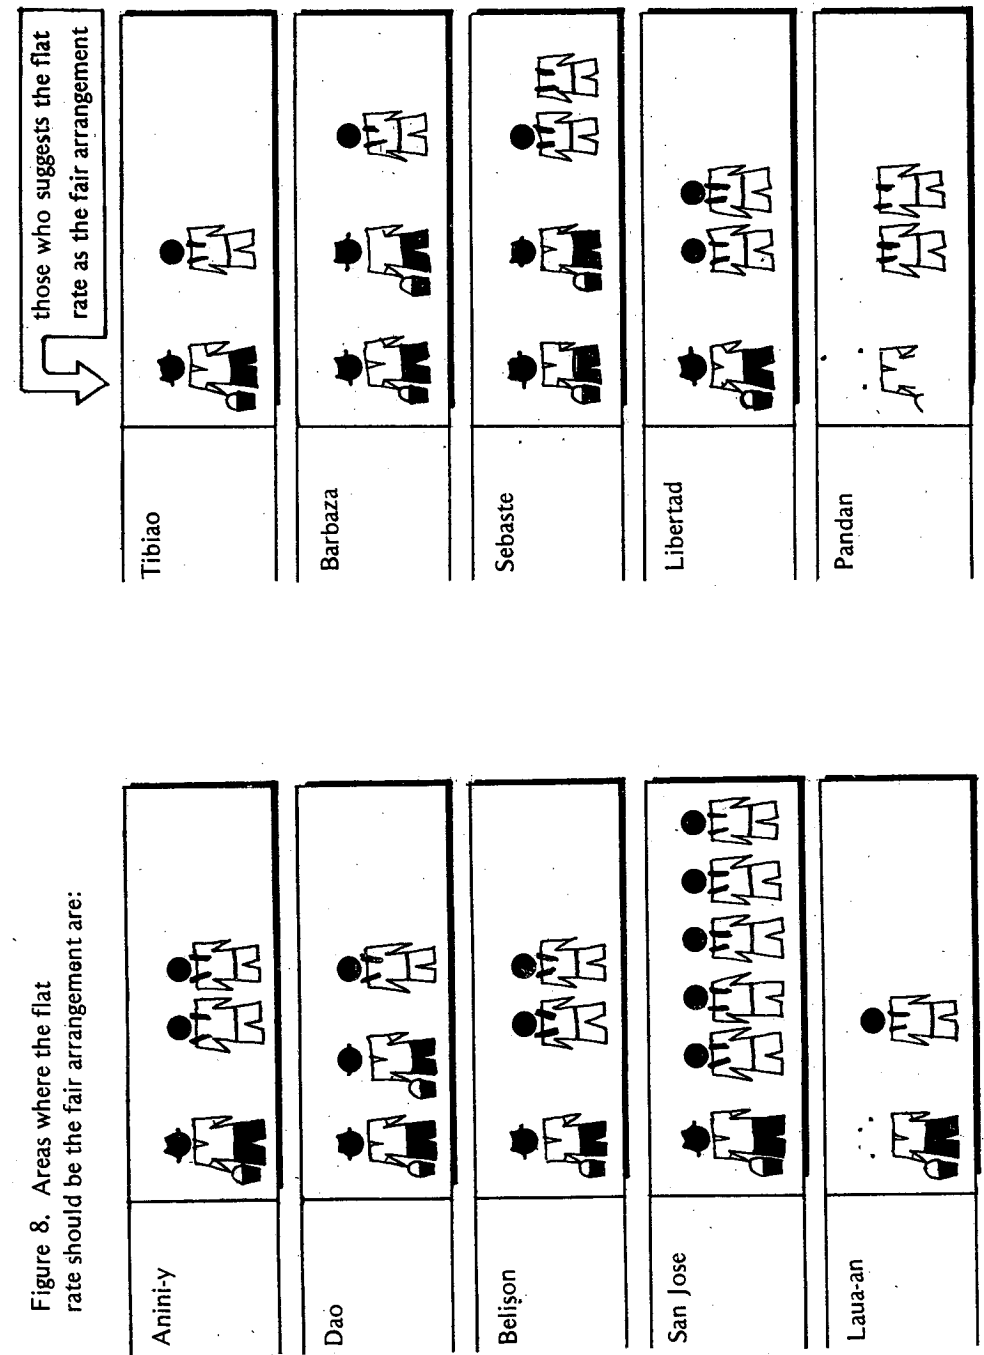 Figure 8. Areas where the flat
rate should be the fair arrangement are:
Anini-y
Dao
Belison
San Jose
Laua-an
those who suggests the flat
rate as the fair arrangement
Tibiao
Barbaza
Sebaste
Libertad
Pandan